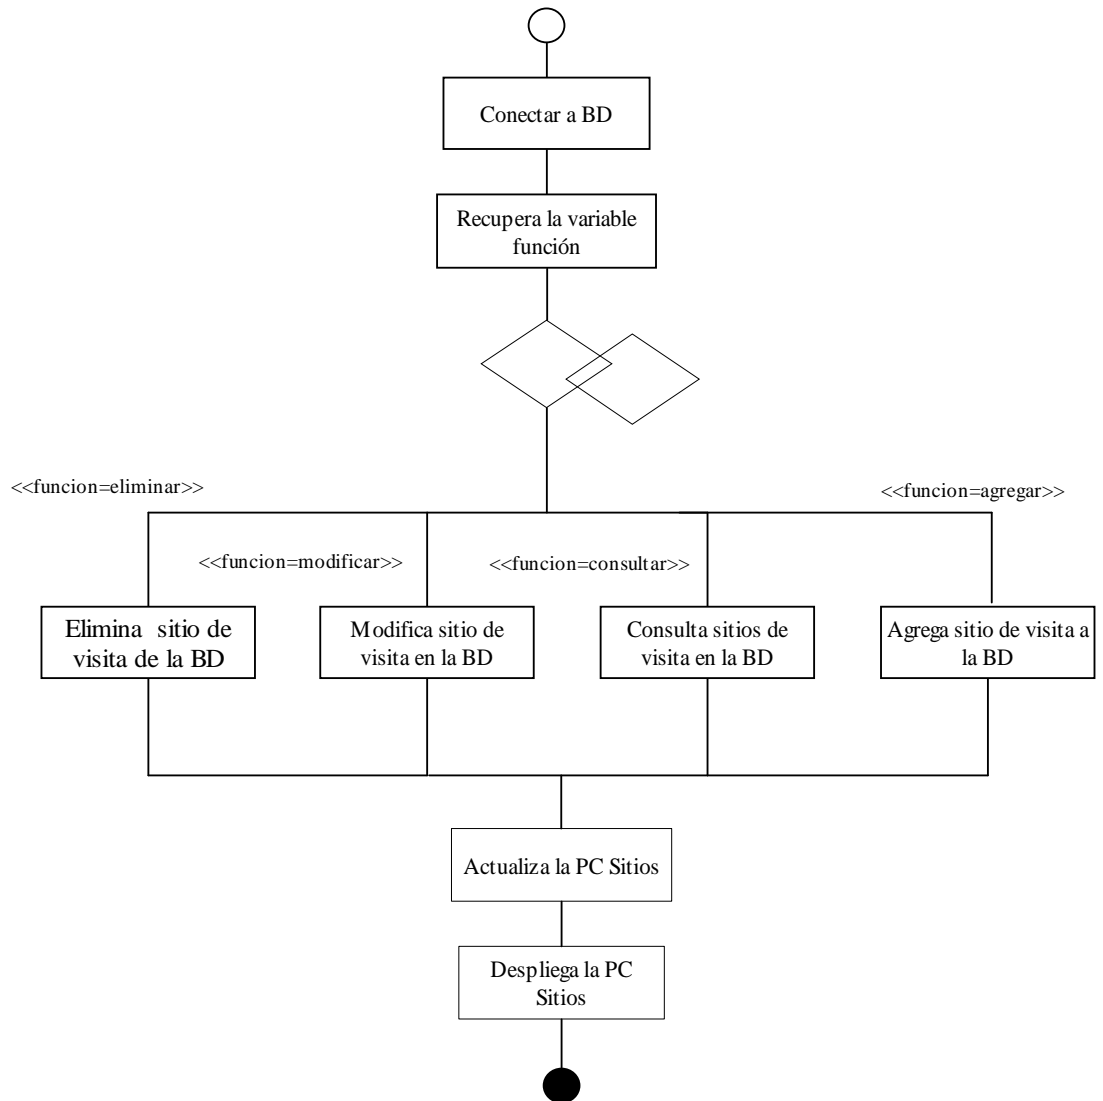 Conectar a BD
Recupera la variable
función
<<funcion=eliminar>>
<<funcion=agregar>>
<<funcion=modificar>>
<<funcion=consultar>>
Elimina sitio de
visita de la BD
Modifica sitio de
visita en la BD
Consulta sitios de
visita en la BD
Agrega sitio de visita a
la BD
Actualiza la PC Sitios
Despliega la PC
Sitios